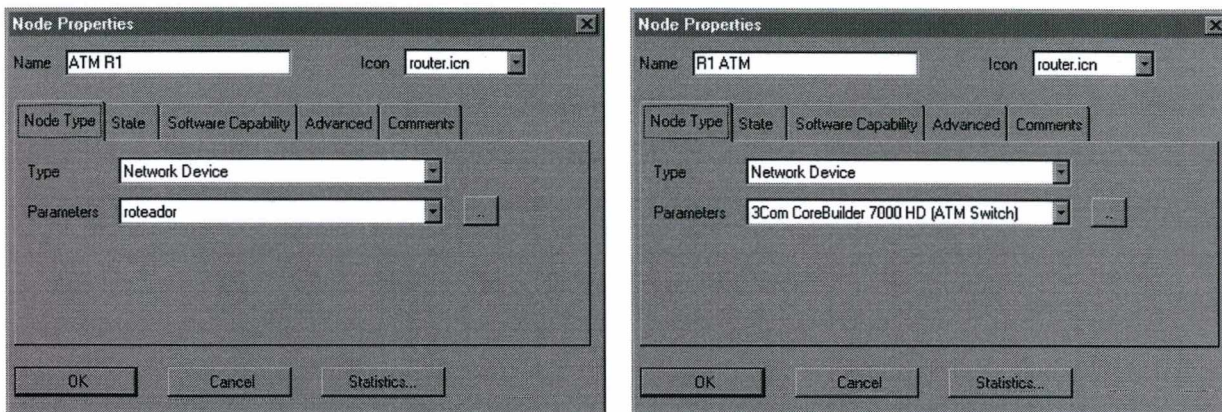 Node Properties
Name ATM R1 Icon router.icn
Node Type State Software Capability Advanced Comments
Type Network Device
Parameters roteador ..
OK Cancel Statistics...
Node Properties
Name R1 ATM Icon router.icn
Node Type State Software Capability Advanced Comments
Type Network Device
Parameters 3Com CoreBuilder 7000 HD (ATM Switch) ..
OK Cancel Statistics...